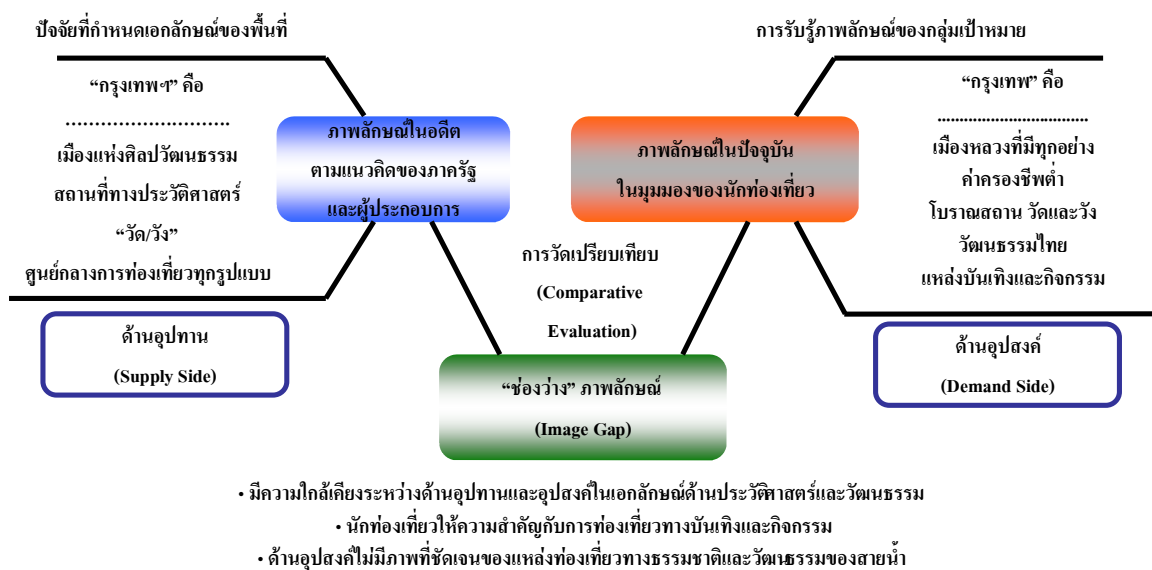 ปัจจัยที่กำหนดเอกลักษณ์ของพื้นที่
“กรุงเทพฯ” คือ
............................
เมืองแห่งศิลปวัฒนธรรม
สถานที่ทางประวัติศาสตร์
“วัด/วัง”
ศูนย์กลางการท่องเที่ยวทุกรูปแบบ
ด้านอุปทาน
(Supply Side)
ภาพลักษณ์ในอดีต
ตามแนวคิดของภาครัฐ
และผู้ประกอบการ
การวัดเปรียบเทียบ
(Comparative
Evaluation)
“ช่องว่าง” ภาพลักษณ์
(Image Gap)
ภาพลักษณ์ในปัจจุบัน
ในมุมมองของนักท่องเที่ยว
การรับรู้ภาพลักษณ์ของกลุ่มเป้าหมาย
“กรุงเทพ” คือ
..................................
เมืองหลวงที่มีทุกอย่าง
ค่าครองชีพต่ำ
โบราณสถาน วัดและวัง
วัฒนธรรมไทย
แหล่งบันเทิงและกิจกรรม
ด้านอุปสงค์
(Demand Side)
• มีความใกล้เคียงระหว่างด้านอุปทานและอุปสงค์ในเอกลักษณ์ด้านประวัติศาสตร์และวัฒนธรรม
• นักท่องเที่ยวให้ความสำคัญกับการท่องเที่ยวทางบันเทิงและกิจกรรม
• ด้านอุปสงค์ไม่มีภาพที่ชัดเจนของแหล่งท่องเที่ยวทางธรรมชาติและวัฒนธรรมของสายน้ำ